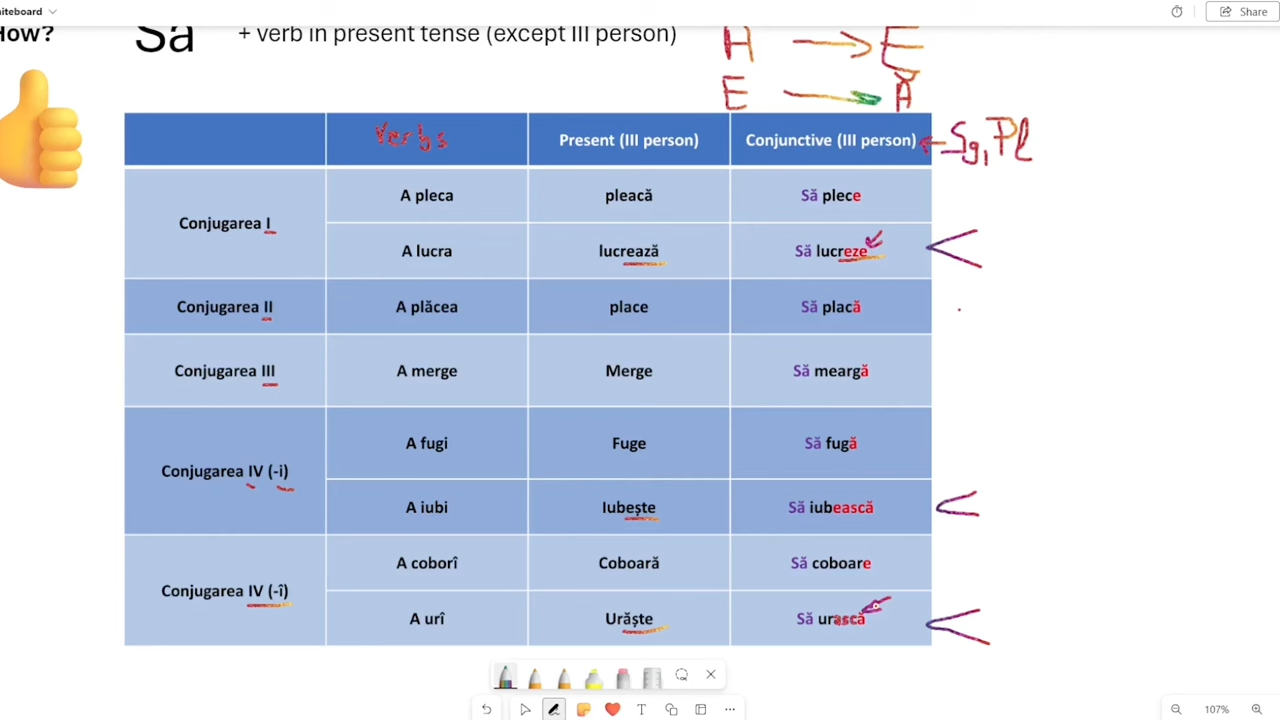 iteboard
Share
How?
Să + verb in present tense (except III person)
A → E
E → Ă
Verbs Present (III person) Conjunctive (III person) ← Sg, Pl
Conjugarea I
A pleca pleacă Să plece
A lucra lucrează Să lucreze
Conjugarea II A plăcea place Să placă
Conjugarea III A merge Merge Să meargă
Conjugarea IV (-i)
A fugi Fuge Să fugă
A iubi Iubește Să iubească
Conjugarea IV (-î)
A coborî Coboară Să coboare
A urî Urăște Să urască
107%